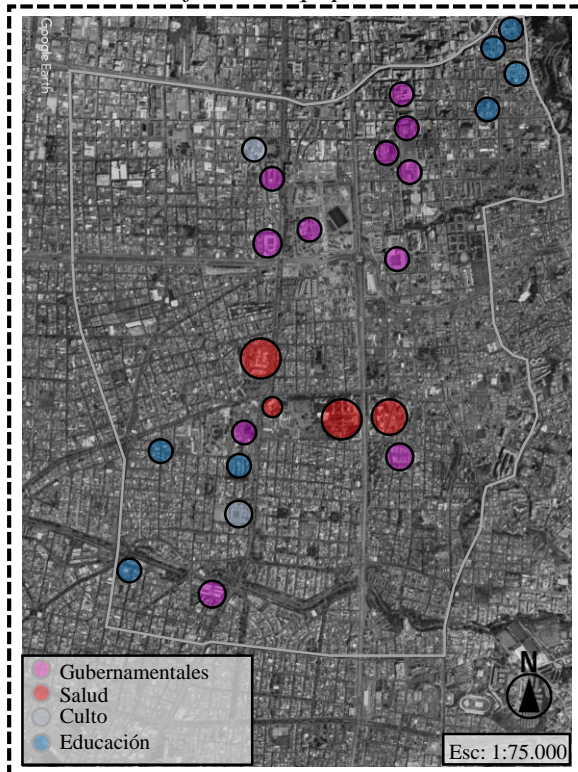 Google Earth
Gubernamentales
Salud
Culto
Educación
N
Esc: 1:75.000